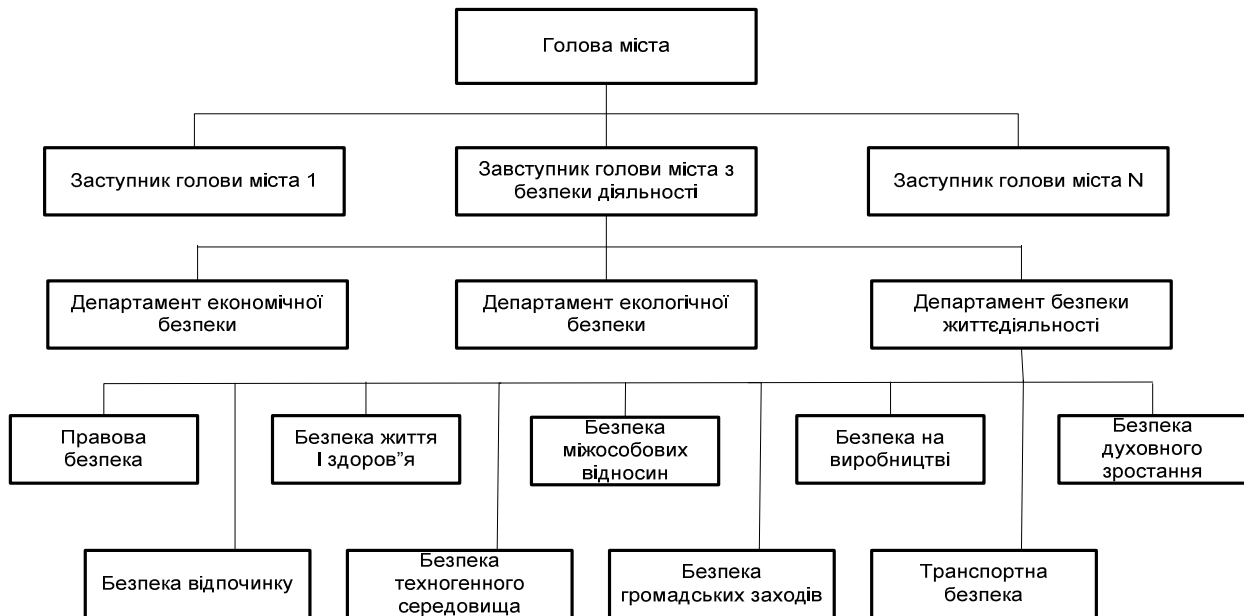 Голова міста
Заступник голови міста 1
Завступник голови міста з
безпеки діяльності
Заступник голови міста N
Департамент економічної
безпеки
Департамент екологічної
безпеки
Департамент безпеки
життєдіяльності
Правова
безпека
Безпека життя
І здоров"я
Безпека
міжособових
відносин
Безпека на
виробництві
Безпека
духовного
зростання
Безпека відпочинку
Безпека
техногенного
середовища
Безпека
громадських заходів
Транспортна
безпека